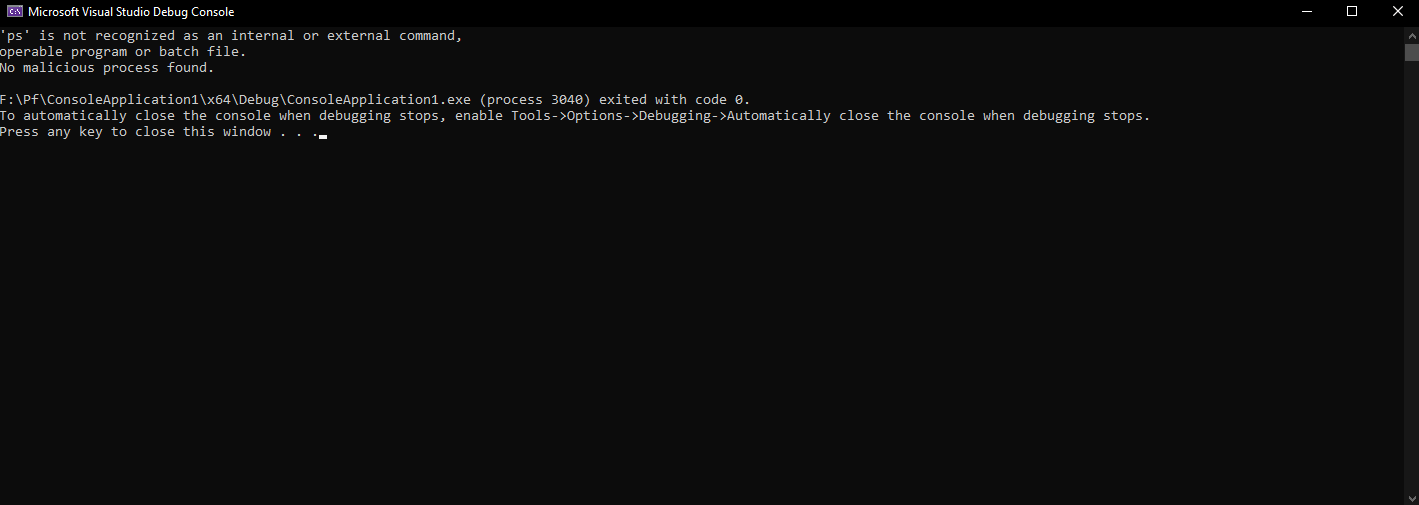 Microsoft Visual Studio Debug Console
'ps' is not recognized as an internal or external command,
operable program or batch file.
No malicious process found.
F:\Pf\ConsoleApplication1\x64\Debug\ConsoleApplication1.exe (process 3040) exited with code 0.
To automatically close the console when debugging stops, enable Tools->Options->Debugging->Automatically close the console when debugging stops.
Press any key to close this window . . .